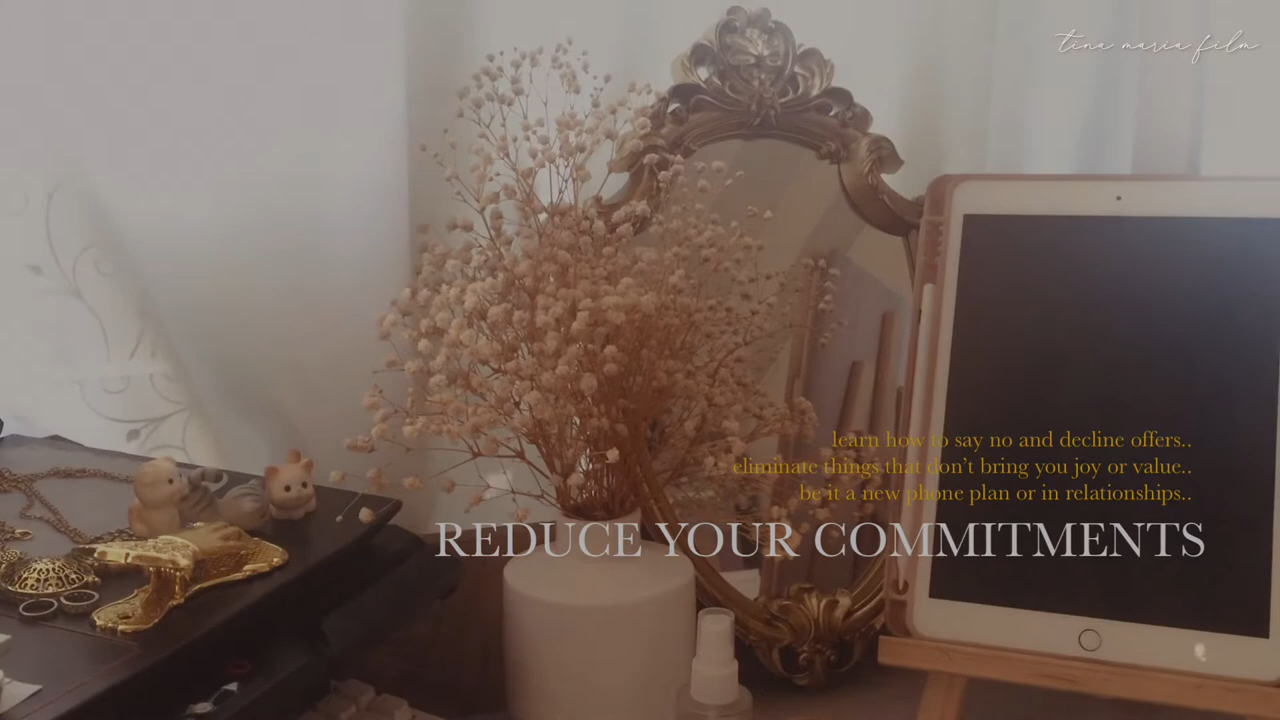 tina maria film
learn how to say no and decline offers..
eliminate things that don't bring you joy or value..
be it a new phone plan or in relationships..
REDUCE YOUR COMMITMENTS